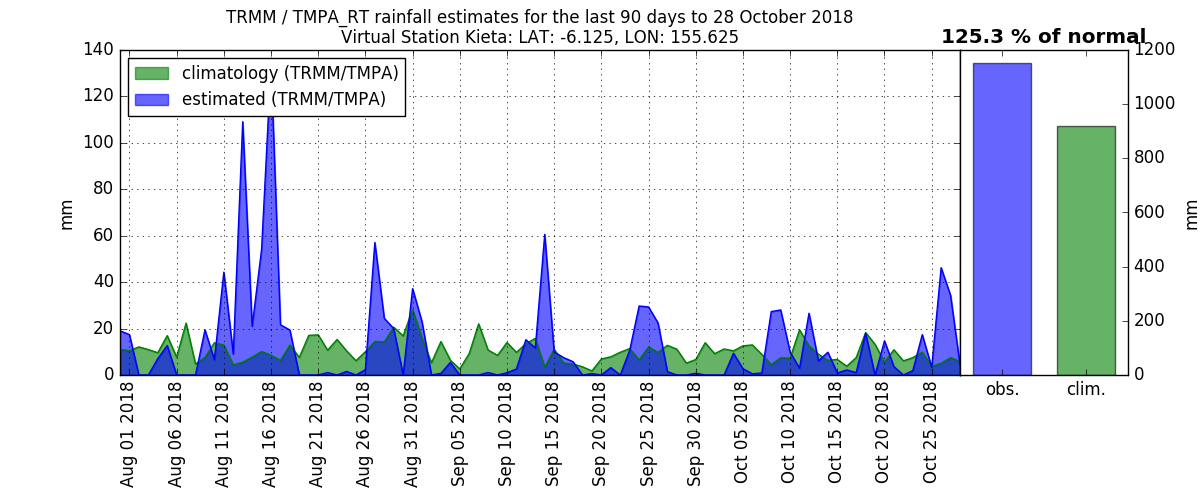 TRMM / TMPA_RT rainfall estimates for the last 90 days to 28 October 2018
Virtual Station Kieta: LAT: -6.125, LON: 155.625
125.3 % of normal
climatology (TRMM/TMPA)
estimated (TRMM/TMPA)
mm
140
120
100
80
60
40
20
0
Aug 01 2018
Aug 06 2018
Aug 11 2018
Aug 16 2018
Aug 21 2018
Aug 26 2018
Aug 31 2018
Sep 05 2018
Sep 10 2018
Sep 15 2018
Sep 20 2018
Sep 25 2018
Sep 30 2018
Oct 05 2018
Oct 10 2018
Oct 15 2018
Oct 20 2018
Oct 25 2018
obs.
clim.
1200
1000
800
600
400
200
0
mm